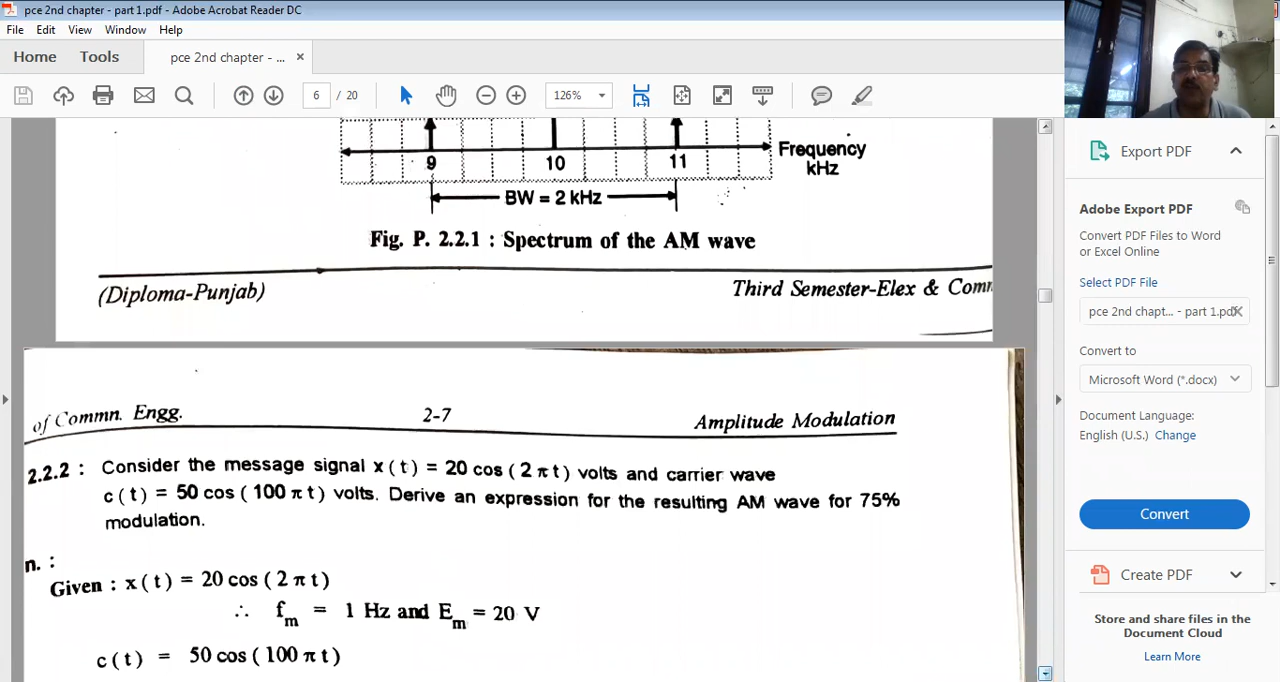 pce 2nd chapter - part 1.pdf - Adobe Acrobat Reader DC
File Edit View Window Help
Home Tools pce 2nd chapter - ... ×
6 / 20 126%
9 10 11 Frequency
kHz
BW = 2 kHz
Fig. P. 2.2.1 : Spectrum of the AM wave
(Diploma-Punjab) Third Semester-Elex & Comn
of Commn. Engg. 2-7 Amplitude Modulation
2.2.2 : Consider the message signal x ( t ) = 20 cos ( 2 π t ) volts and carrier wave
c ( t ) = 50 cos ( 100 π t ) volts. Derive an expression for the resulting AM wave for 75%
modulation.
n. :
Given : x ( t ) = 20 cos ( 2 π t )
∴ fm = 1 Hz and Em = 20 V
c ( t ) = 50 cos ( 100 π t )
Export PDF
Adobe Export PDF
Convert PDF Files to Word
or Excel Online
Select PDF File
pce 2nd chapt... - part 1.pdf
Convert to
Microsoft Word (*.docx)
Document Language:
English (U.S.) Change
Convert
Create PDF
Store and share files in the
Document Cloud
Learn More